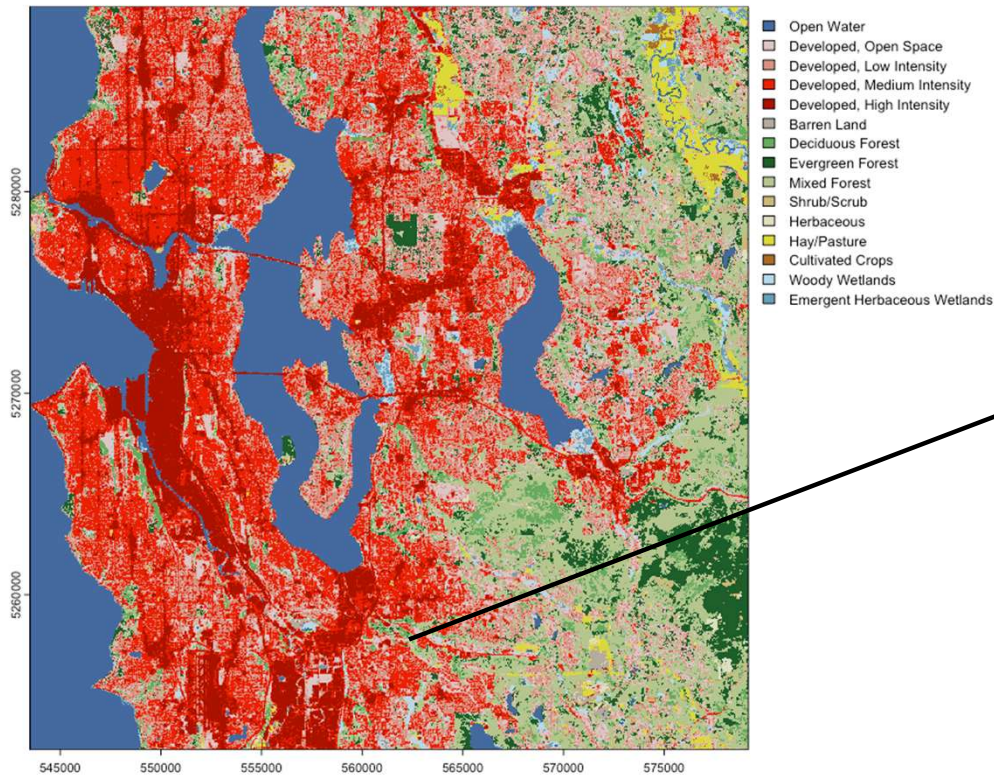 Open Water
Developed, Open Space
Developed, Low Intensity
Developed, Medium Intensity
Developed, High Intensity
Barren Land
Deciduous Forest
Evergreen Forest
Mixed Forest
Shrub/Scrub
Herbaceous
Hay/Pasture
Cultivated Crops
Woody Wetlands
Emergent Herbaceous Wetlands
5280000
5270000
5260000
545000 550000 555000 560000 565000 570000 575000